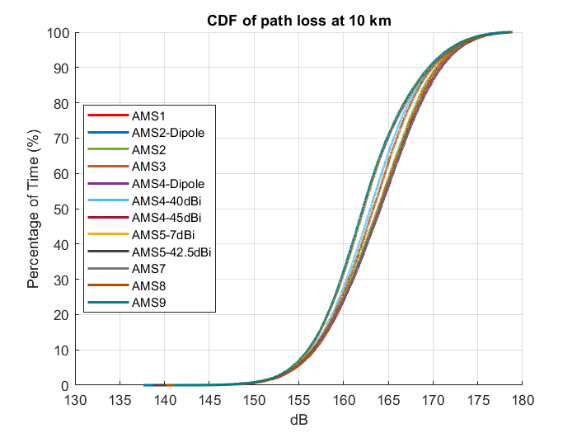 CDF of path loss at 10 km
100
90
80
70
60
50
40
30
20
10
0
Percentage of Time (%)
AMS1
AMS2-Dipole
AMS2
AMS3
AMS4-Dipole
AMS4-40dBi
AMS4-45dBi
AMS5-7dBi
AMS5-42.5dBi
AMS7
AMS8
AMS9
130 135 140 145 150 155 160 165 170 175 180
dB